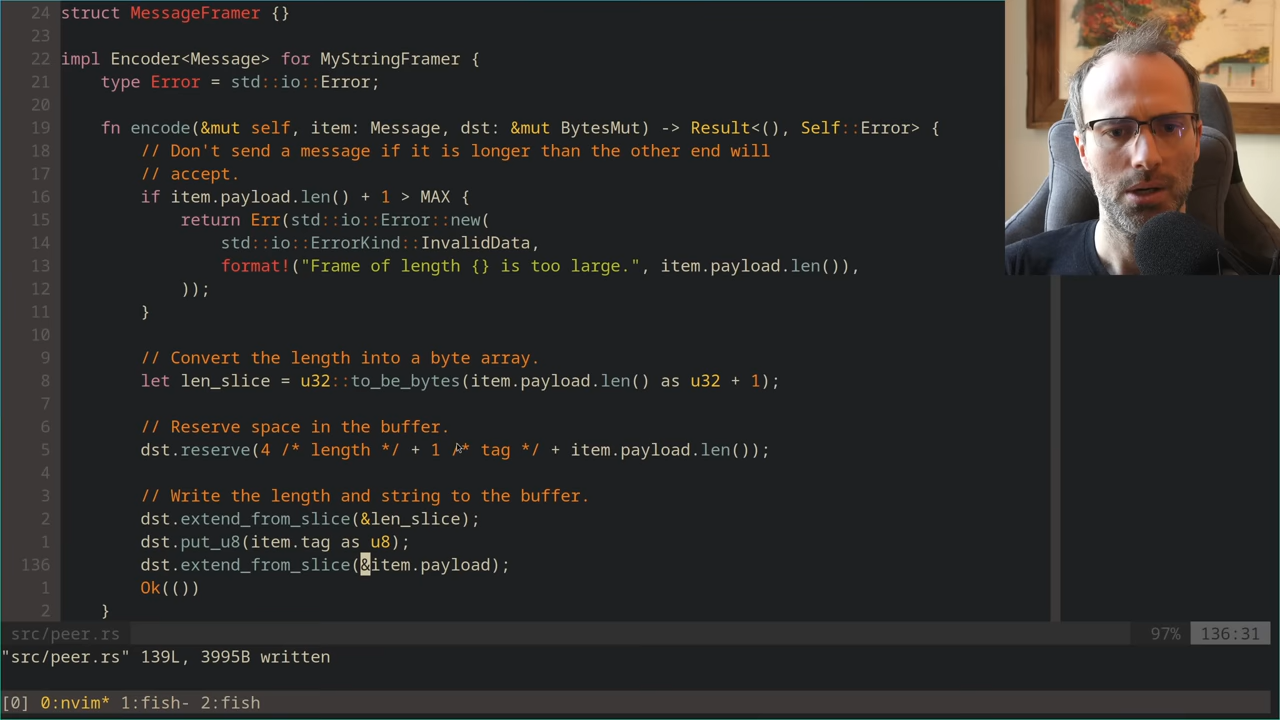 24 struct MessageFramer {}
23
22 impl Encoder<Message> for MyStringFramer {
21     type Error = std::io::Error;
20
19     fn encode(&mut self, item: Message, dst: &mut BytesMut) -> Result<(), Self::Error> {
18         // Don't send a message if it is longer than the other end will
17         // accept.
16         if item.payload.len() + 1 > MAX {
15             return Err(std::io::Error::new(
14                 std::io::ErrorKind::InvalidData,
13                 format!("Frame of length {} is too large.", item.payload.len()),
12             ));
11         }
10
9         // Convert the length into a byte array.
8         let len_slice = u32::to_be_bytes(item.payload.len() as u32 + 1);
7
6         // Reserve space in the buffer.
5         dst.reserve(4 /* length */ + 1 /* tag */ + item.payload.len());
4
3         // Write the length and string to the buffer.
2         dst.extend_from_slice(&len_slice);
1         dst.put_u8(item.tag as u8);
136         dst.extend_from_slice(&item.payload);
1         Ok(())
2     }
src/peer.rs 97% 136:31
"src/peer.rs" 139L, 3995B written
[0] 0:nvim* 1:fish- 2:fish